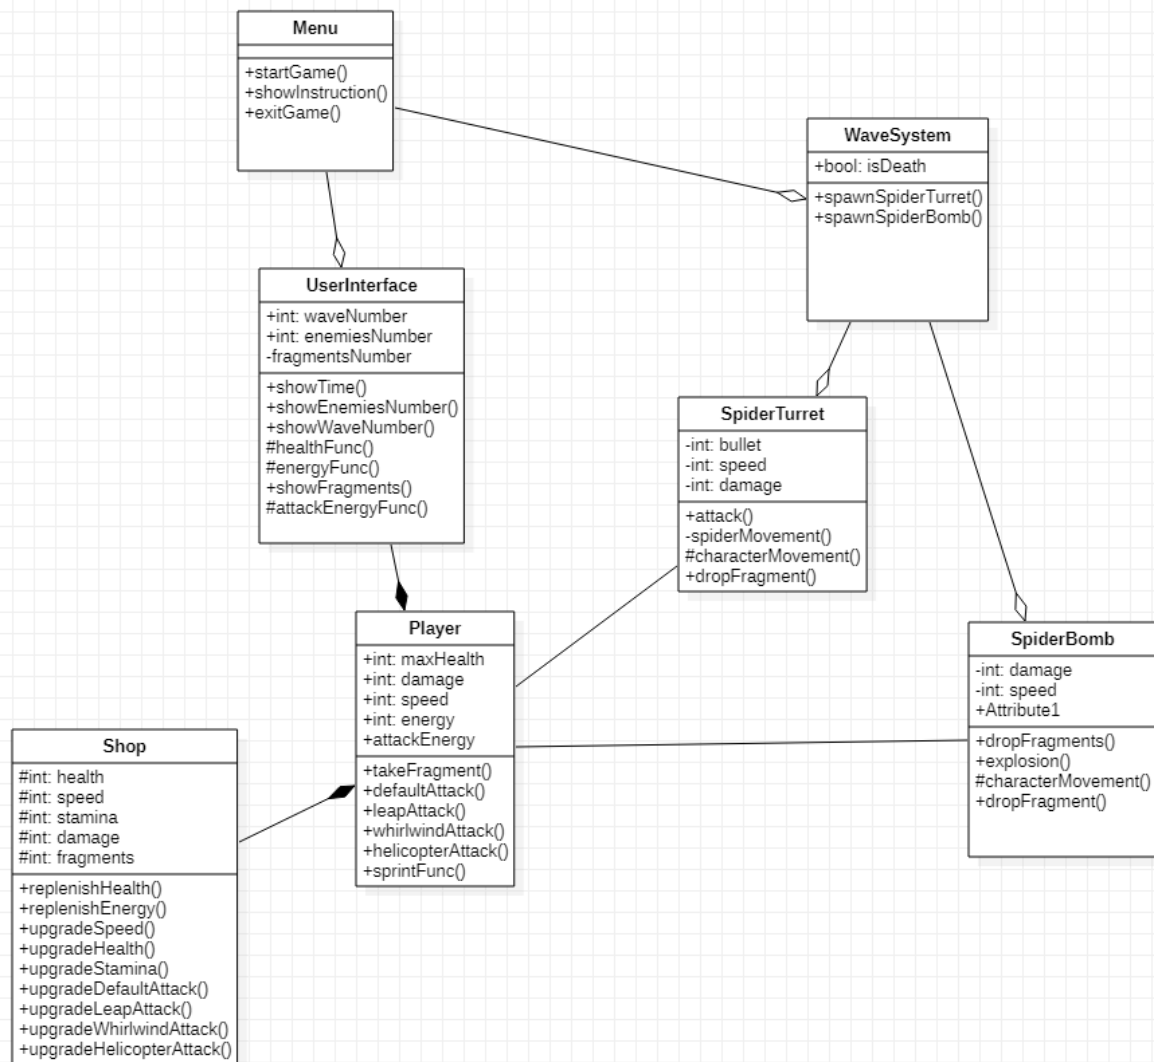 Menu
+startGame()
+showInstruction()
+exitGame()
WaveSystem
+bool: isDeath
+spawnSpiderTurret()
+spawnSpiderBomb()
UserInterface
+int: waveNumber
+int: enemiesNumber
-fragmentsNumber
+showTime()
+showEnemiesNumber()
+showWaveNumber()
#healthFunc()
#energyFunc()
+showFragments()
#attackEnergyFunc()
SpiderTurret
-int: bullet
-int: speed
-int: damage
+attack()
-spiderMovement()
#characterMovement()
+dropFragment()
Player
+int: maxHealth
+int: damage
+int: speed
+int: energy
+attackEnergy
+takeFragment()
+defaultAttack()
+leapAttack()
+whirlwindAttack()
+helicopterAttack()
+sprintFunc()
SpiderBomb
-int: damage
-int: speed
+Attribute1
+dropFragments()
+explosion()
#characterMovement()
+dropFragment()
Shop
#int: health
#int: speed
#int: stamina
#int: damage
#int: fragments
+replenishHealth()
+replenishEnergy()
+upgradeSpeed()
+upgradeHealth()
+upgradeStamina()
+upgradeDefaultAttack()
+upgradeLeapAttack()
+upgradeWhirlwindAttack()
+upgradeHelicopterAttack()